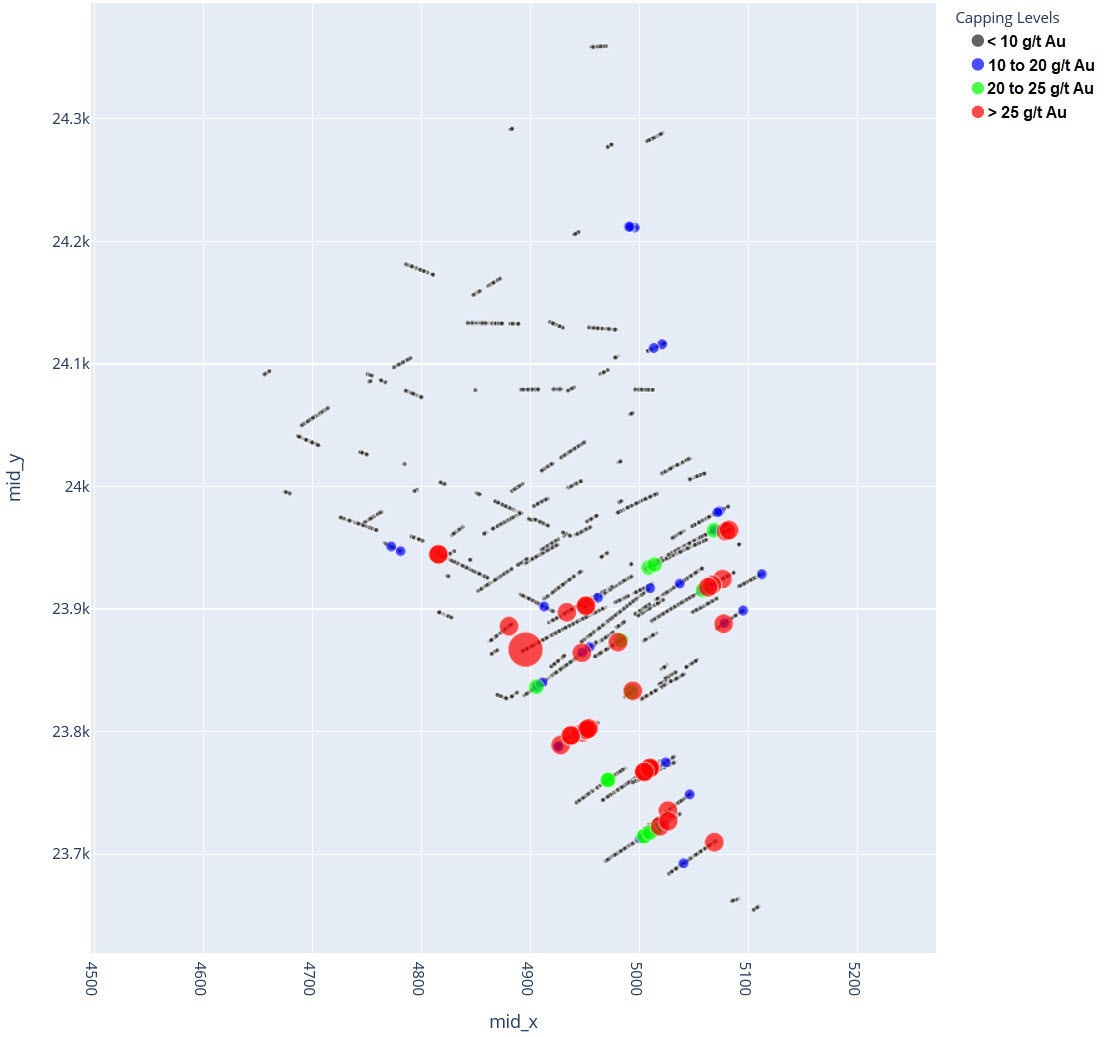 Capping Levels
< 10 g/t Au
10 to 20 g/t Au
20 to 25 g/t Au
> 25 g/t Au
24.3k
24.2k
24.1k
24k
23.9k
23.8k
23.7k
mid_y
4500
4600
4700
4800
4900
5000
5100
5200
mid_x